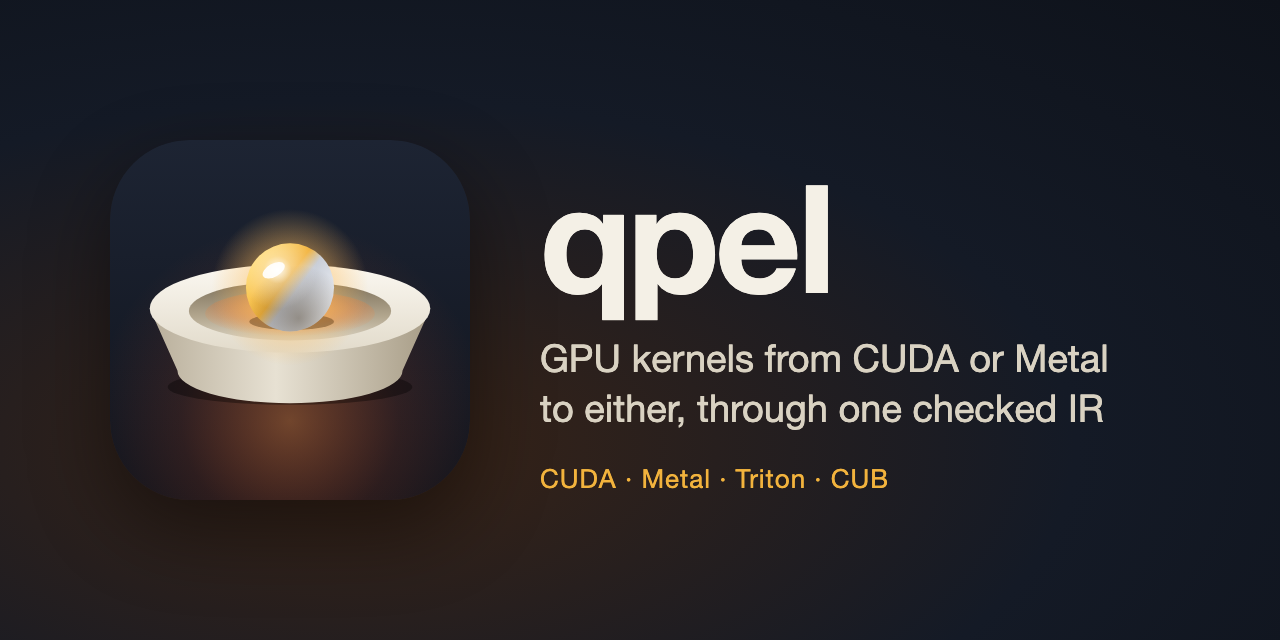 qpel
GPU kernels from CUDA or Metal
to either, through one checked IR
CUDA · Metal · Triton · CUB